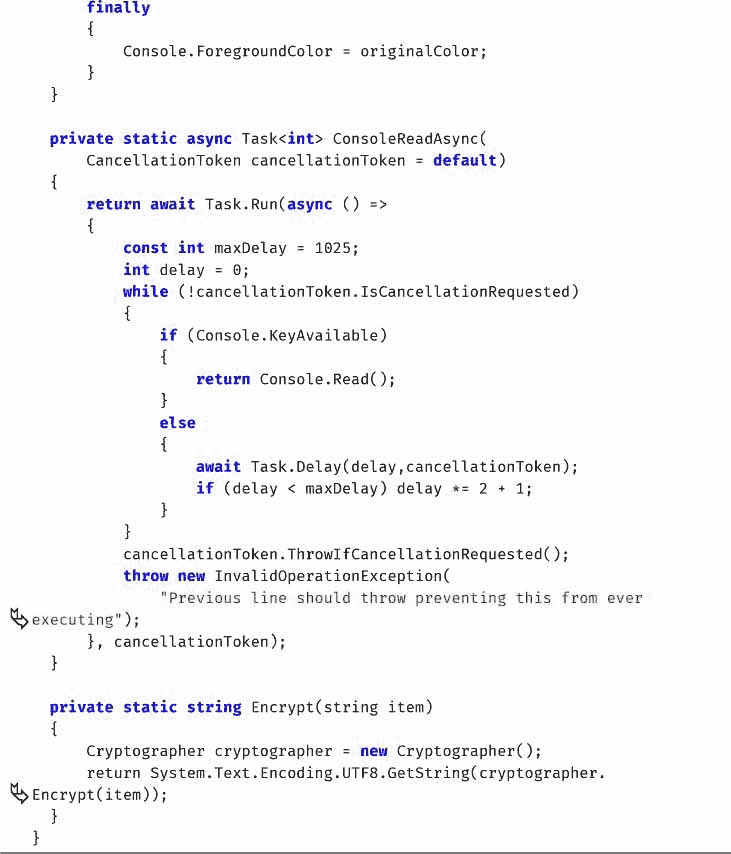 finally
{
Console.ForegroundColor = originalColor;
}
}
private static async Task<int> ConsoleReadAsync(
CancellationToken cancellationToken = default)
{
return await Task.Run(async () =>
{
const int maxDelay = 1025;
int delay = 0;
while (!cancellationToken.IsCancellationRequested)
{
if (Console.KeyAvailable)
{
return Console.Read();
}
else
{
await Task.Delay(delay,cancellationToken);
if (delay < maxDelay) delay *= 2 + 1;
}
}
cancellationToken.ThrowIfCancellationRequested();
throw new InvalidOperationException(
"Previous line should throw preventing this from ever
executing");
}, cancellationToken);
}
private static string Encrypt(string item)
{
Cryptographer cryptographer = new Cryptographer();
return System.Text.Encoding.UTF8.GetString(cryptographer.
Encrypt(item));
}
}